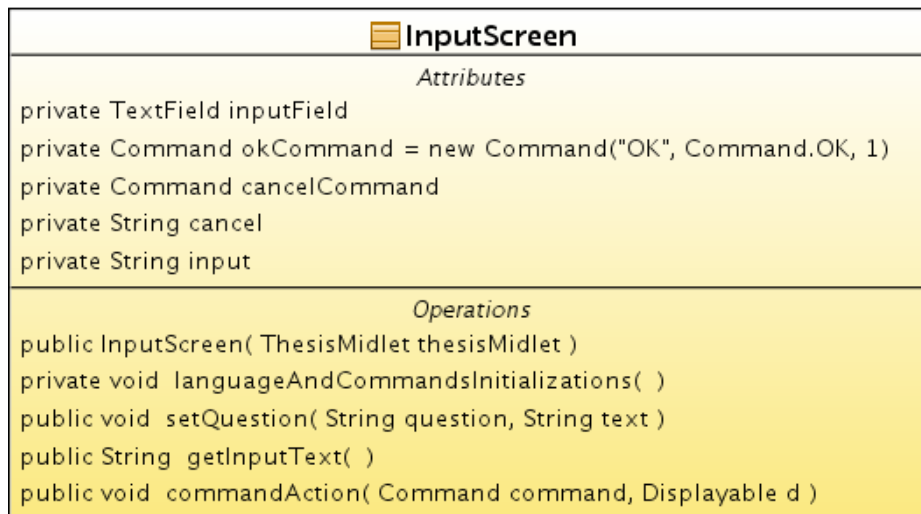 InputScreen
Attributes
private TextField inputField
private Command okCommand = new Command("OK", Command.OK, 1)
private Command cancelCommand
private String cancel
private String input
Operations
public InputScreen( ThesisMidlet thesisMidlet )
private void languageAndCommandsInitializations( )
public void setQuestion( String question, String text )
public String getInputText( )
public void commandAction( Command command, Displayable d )